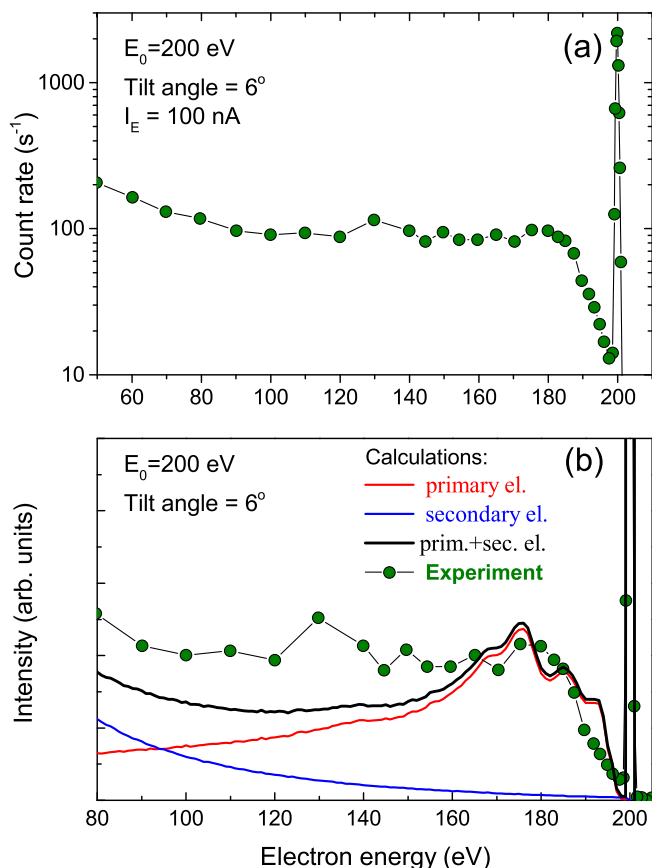 (a)
E₀=200 eV
Tilt angle = 6°
I_E = 100 nA
Count rate (s⁻¹)
1000
100
10
60 80 100 120 140 160 180 200
(b)
E₀=200 eV
Tilt angle = 6°
Calculations:
primary el.
secondary el.
prim.+sec. el.
Experiment
Intensity (arb. units)
80 100 120 140 160 180 200
Electron energy (eV)